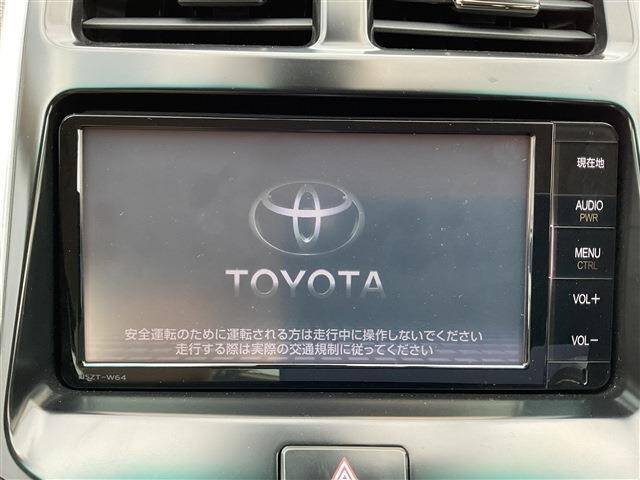 現在地
AUDIO
PWR
MENU
CTRL
VOL+
VOL-
TOYOTA
安全運転のために運転される方は走行中に操作しないでください
走行する際は実際の交通規制に従ってください
NSZT-W64